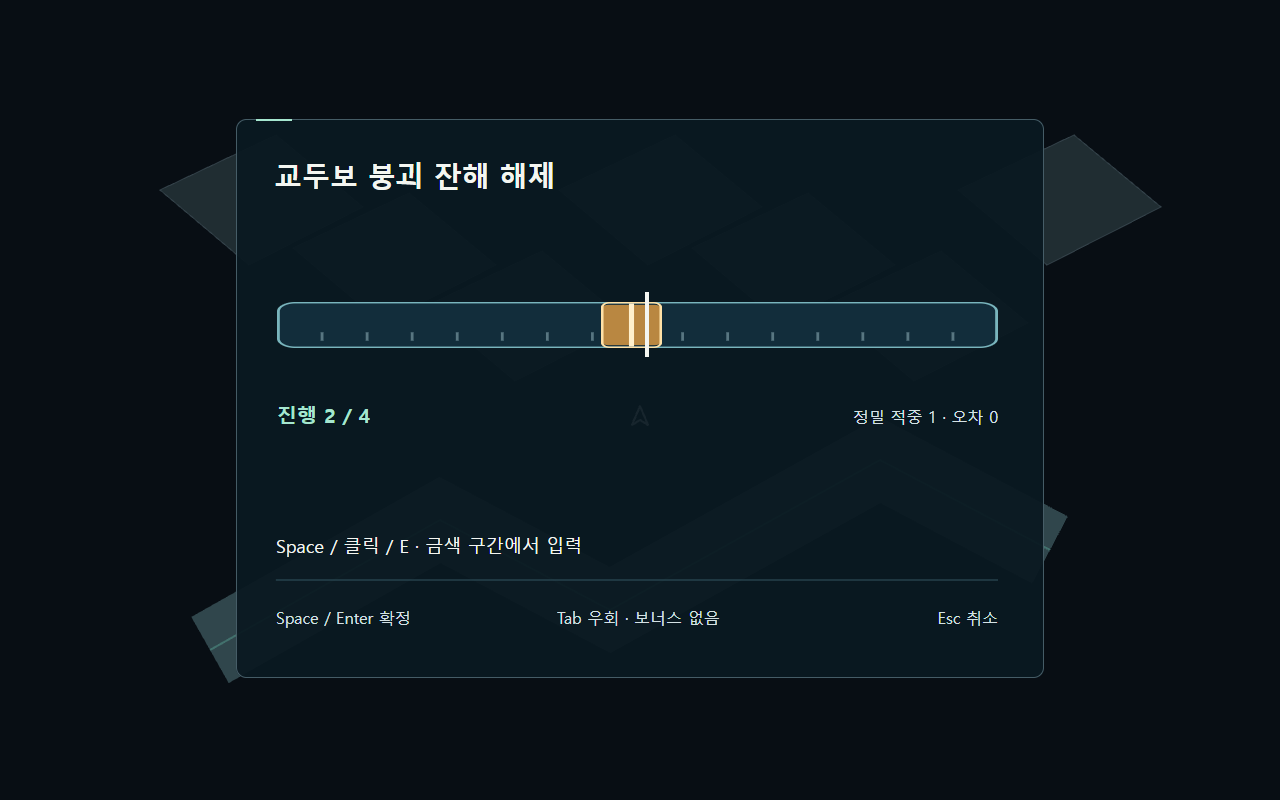 교두보 붕괴 잔해 해제
진행 2 / 4
정밀 적중 1 · 오차 0
Space / 클릭 / E · 금색 구간에서 입력
Space / Enter 확정
Tab 우회 · 보너스 없음
Esc 취소